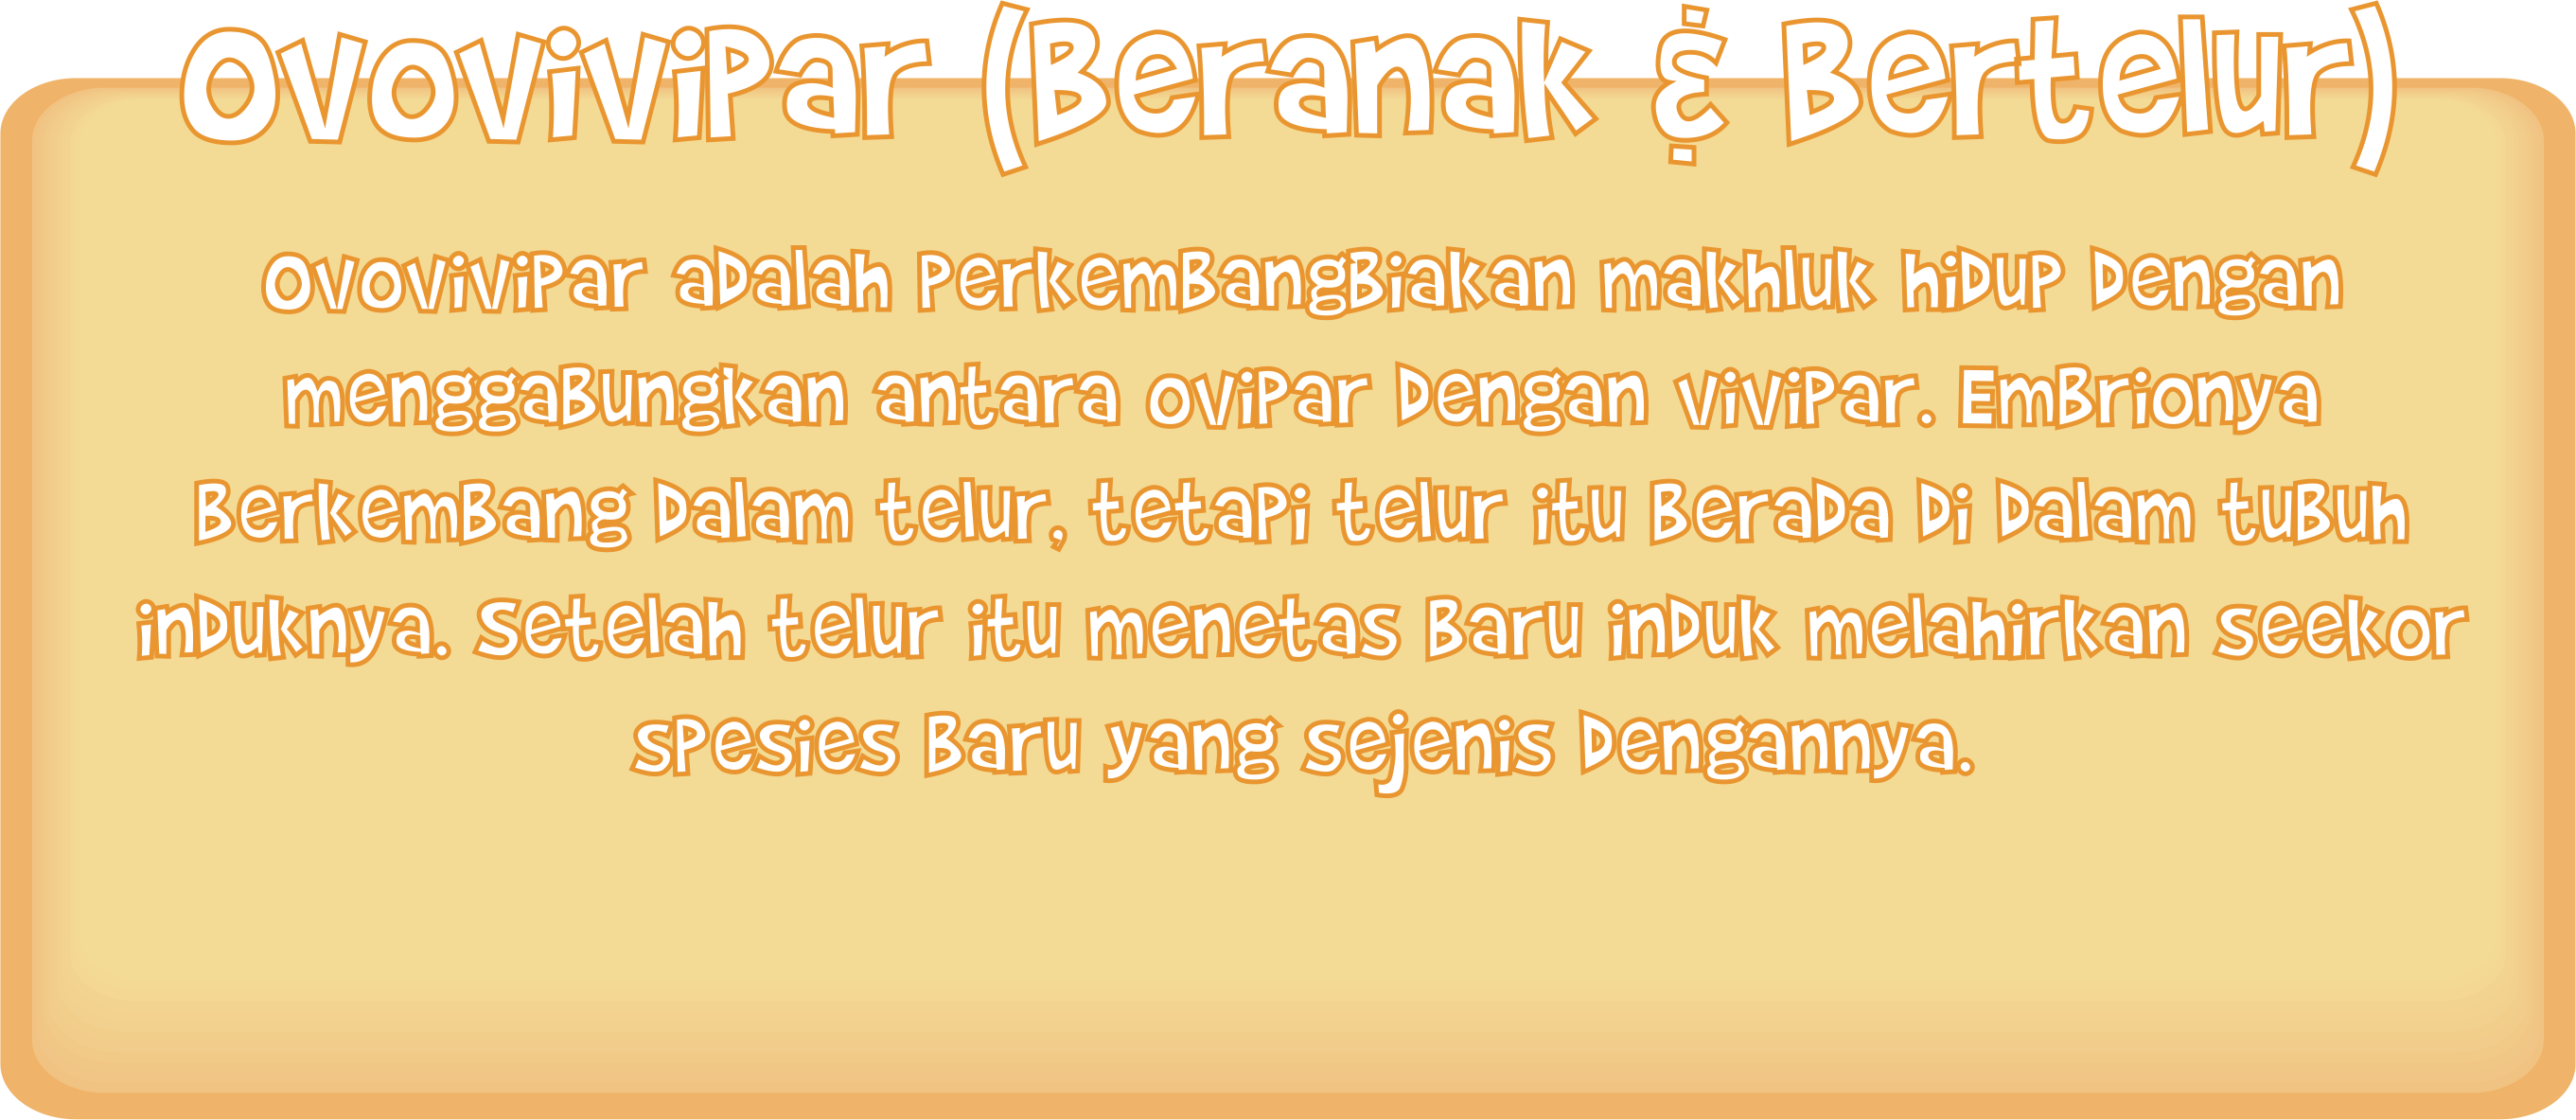 Ovovivipar (Beranak & Bertelur)
Ovovivipar adalah perkembangbiakan makhluk hidup dengan
menggabungkan antara ovipar dengan vivipar. Embrionya
berkembang dalam telur, tetapi telur itu berada di dalam tubuh
induknya. Setelah telur itu menetas baru induk melahirkan seekor
spesies baru yang sejenis dengannya.